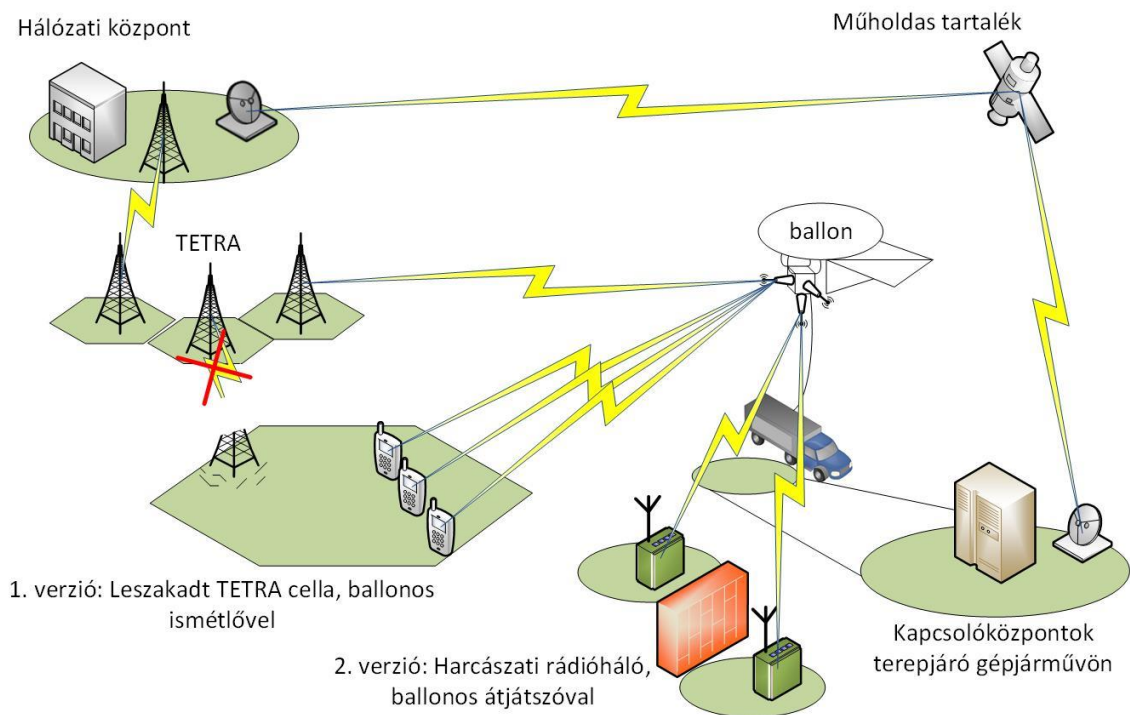 Hálózati központ
Műholdas tartalék
TETRA
ballon
1. verzió: Leszakadt TETRA cella, ballonos
ismétlővel
2. verzió: Harcászati rádióháló,
ballonos átjátszóval
Kapcsolóközpontok
terepjáró gépjárművön